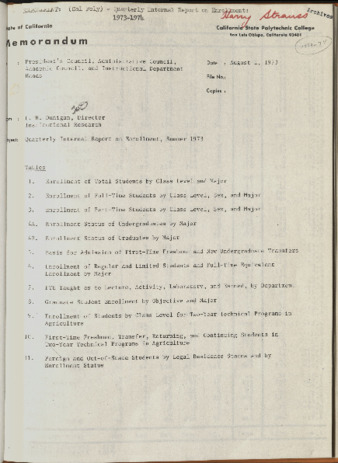 (Cal Poly) - Quarterly Internal Report on Enrollment:
1973-1974
Harry Strauss
Archives
State of California
California State Polytechnic College
San Luis Obispo, California 93401
Memorandum
: President's Council, Administrative Council,
Academic Council, and Instructional Department
Heads
Date : August 2, 1973
File No.:
Copies :
: L. W. Dunigan, Director
Institutional Research
Quarterly Internal Report on Enrollment, Summer 1973
Tables
1. Enrollment of Total Students by Class Level and Major
2. Enrollment of Full-Time Students by Class Level, Sex, and Major
3. Enrollment of Part-Time Students by Class Level, Sex, and Major
4A. Enrollment Status of Undergraduates by Major
4B. Enrollment Status of Graduates by Major
5. Basis for Admission of First-Time Freshmen and New Undergraduate Transfers
6. Enrollment of Regular and Limited Students and Full-Time Equivalent
Enrollment by Major
7. FTE Taught as to Lecture, Activity, Laboratory, and Earned, by Department
8. Graduate Student Enrollment by Objective and Major
9. Enrollment of Students by Class Level for Two-Year Technical Programs in
Agriculture
10. First-Time Freshmen, Transfer, Returning, and Continuing Students in
Two-Year Technical Programs in Agriculture
11. Foreign and Out-of-State Students by Legal Residence States and by
Enrollment Status